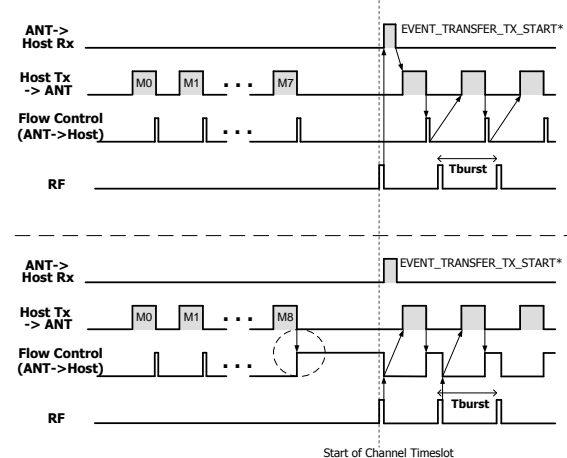 ANT-> Host Rx
EVENT_TRANSFER_TX_START*
Host Tx -> ANT
M0 M1 . . . M7
Flow Control (ANT->Host)
. . .
Tburst
RF
ANT-> Host Rx
EVENT_TRANSFER_TX_START*
Host Tx -> ANT
M0 M1 . . . M8
Flow Control (ANT->Host)
. . .
Tburst
RF
Start of Channel Timeslot